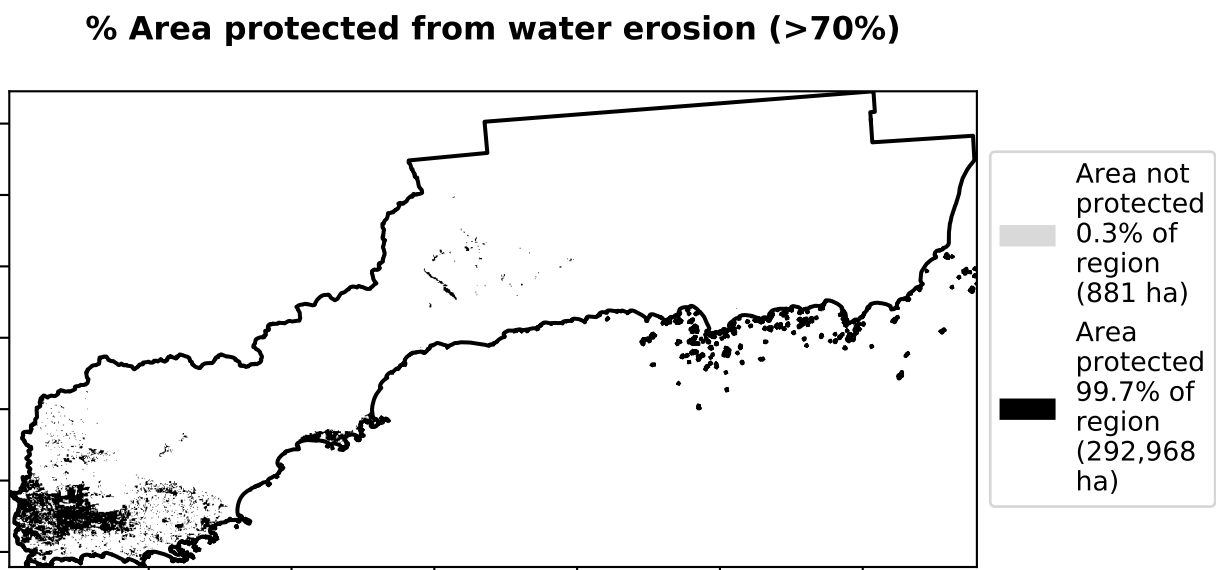 % Area protected from water erosion (>70%)
Area not
protected
0.3% of
region
(881 ha)
Area
protected
99.7% of
region
(292,968
ha)